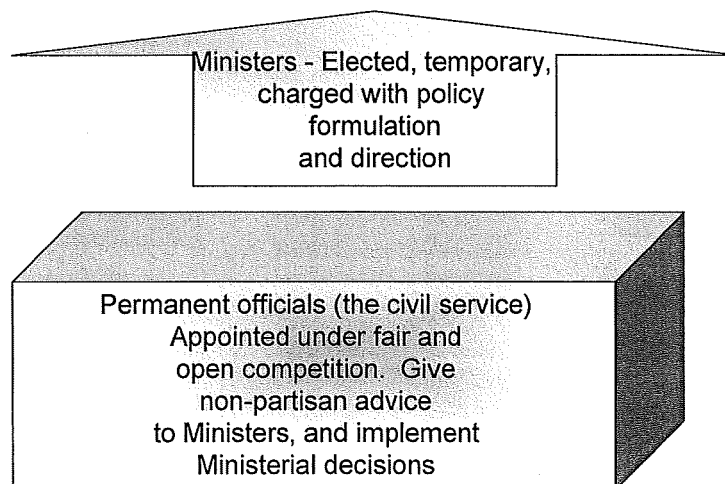 Ministers - Elected, temporary,
charged with policy
formulation
and direction
Permanent officials (the civil service)
Appointed under fair and
open competition.  Give
non-partisan advice
to Ministers, and implement
Ministerial decisions